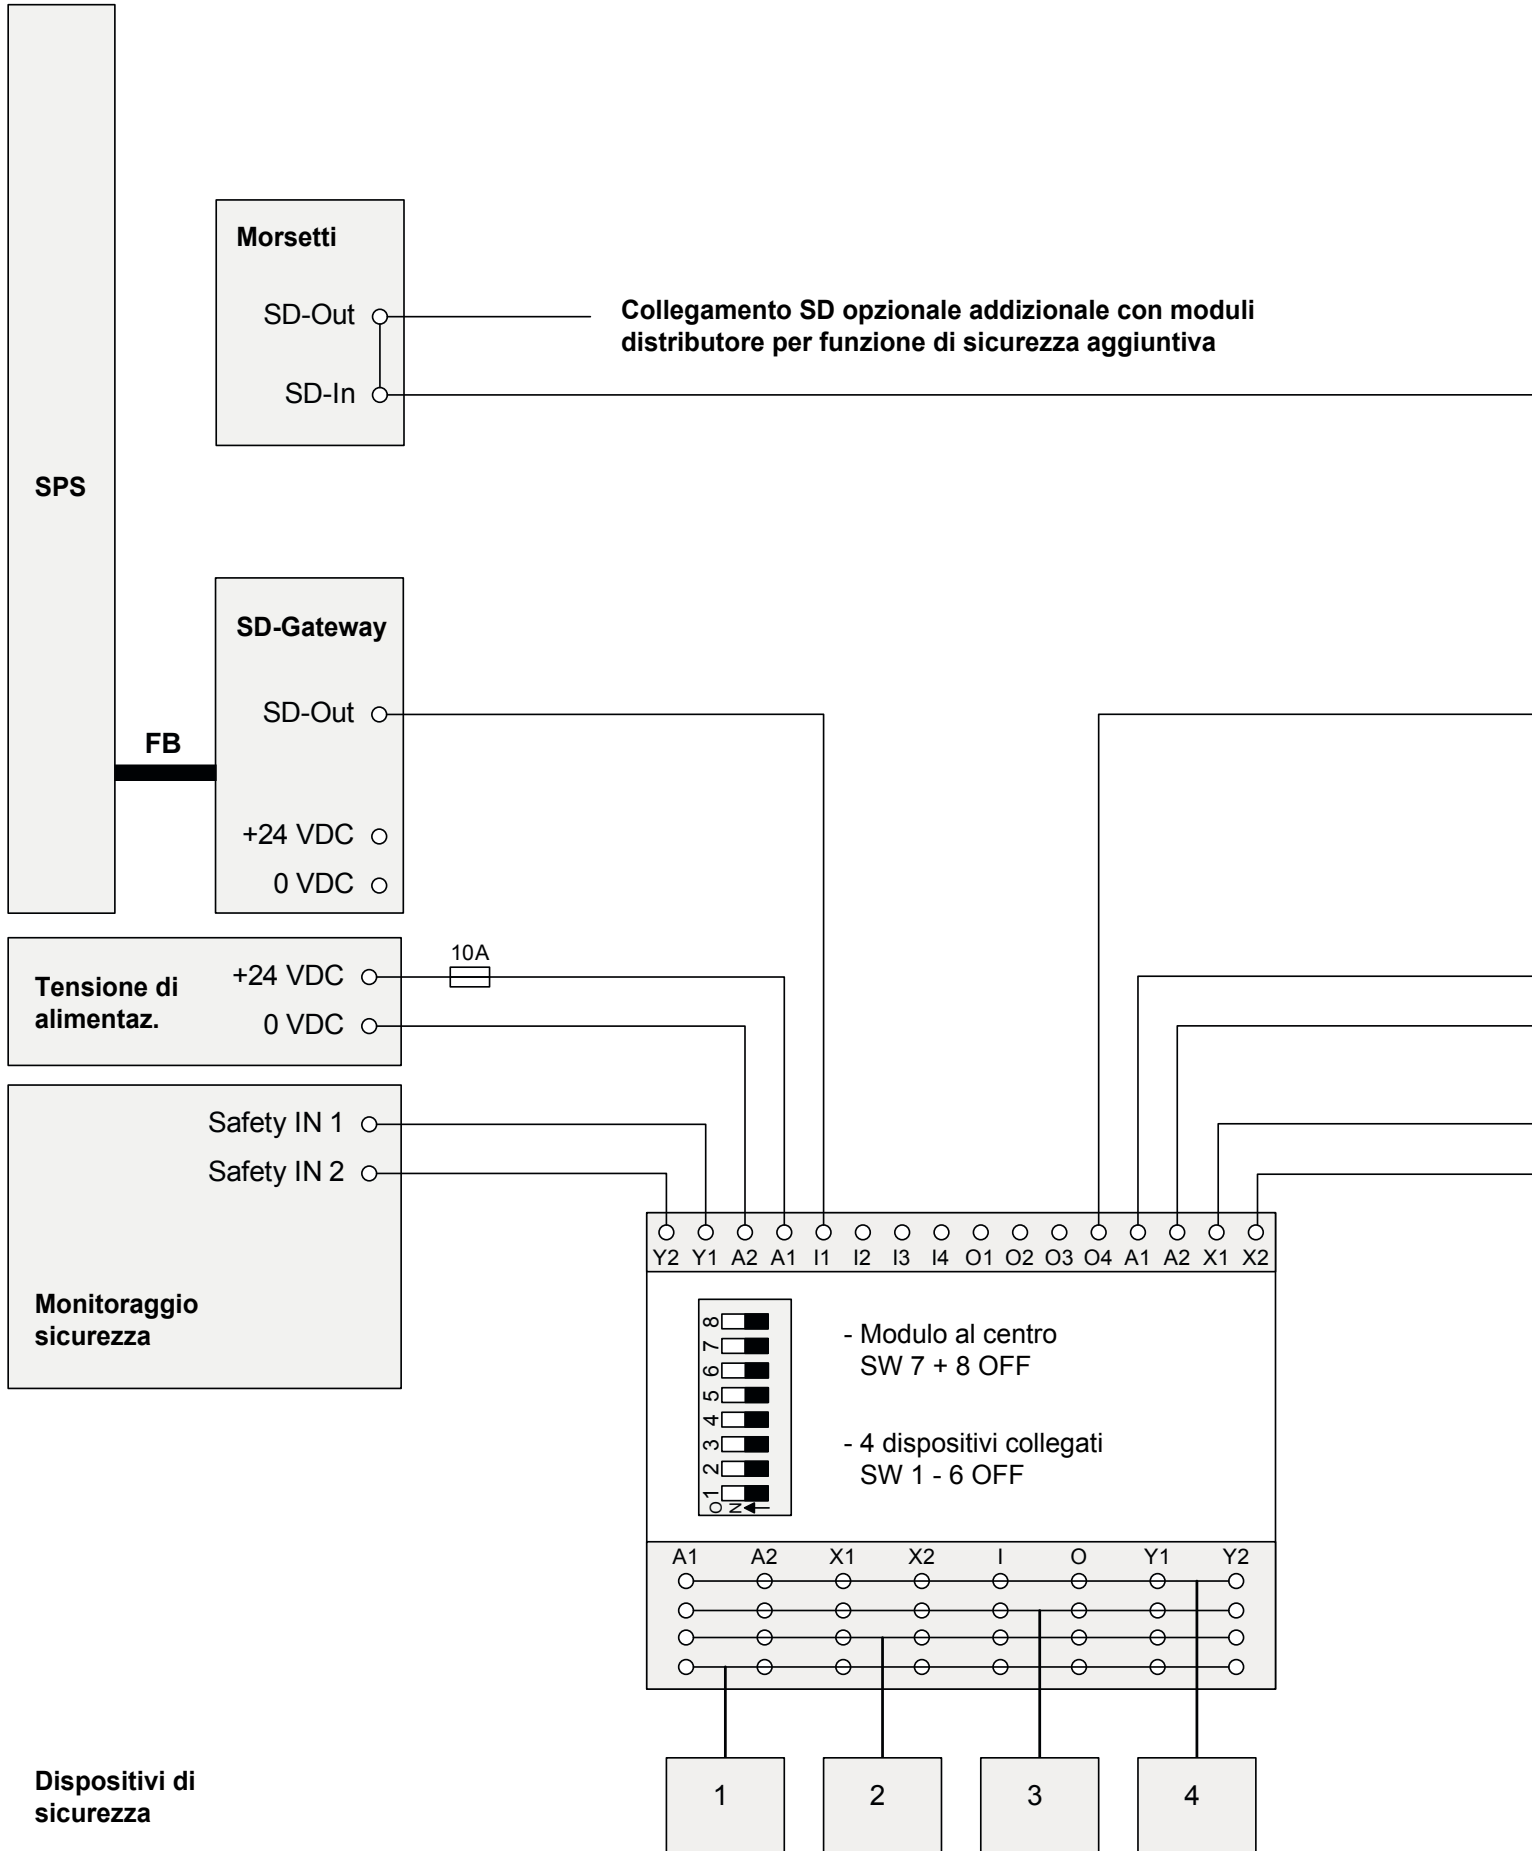 Morsetti
SD-Out
Collegamento SD opzionale addizionale con moduli
distributore per funzione di sicurezza aggiuntiva
SD-In
SPS
SD-Gateway
SD-Out
FB
+24 VDC
0 VDC
10A
Tensione di
alimentaz.
+24 VDC
0 VDC
Safety IN 1
Safety IN 2
Monitoraggio
sicurezza
Y2 Y1 A2 A1 I1 I2 I3 I4 O1 O2 O3 O4 A1 A2 X1 X2
8
7
6
5
4
3
2
1
ON
- Modulo al centro
SW 7 + 8 OFF
- 4 dispositivi collegati
SW 1 - 6 OFF
A1 A2 X1 X2 I O Y1 Y2
Dispositivi di
sicurezza
1 2 3 4